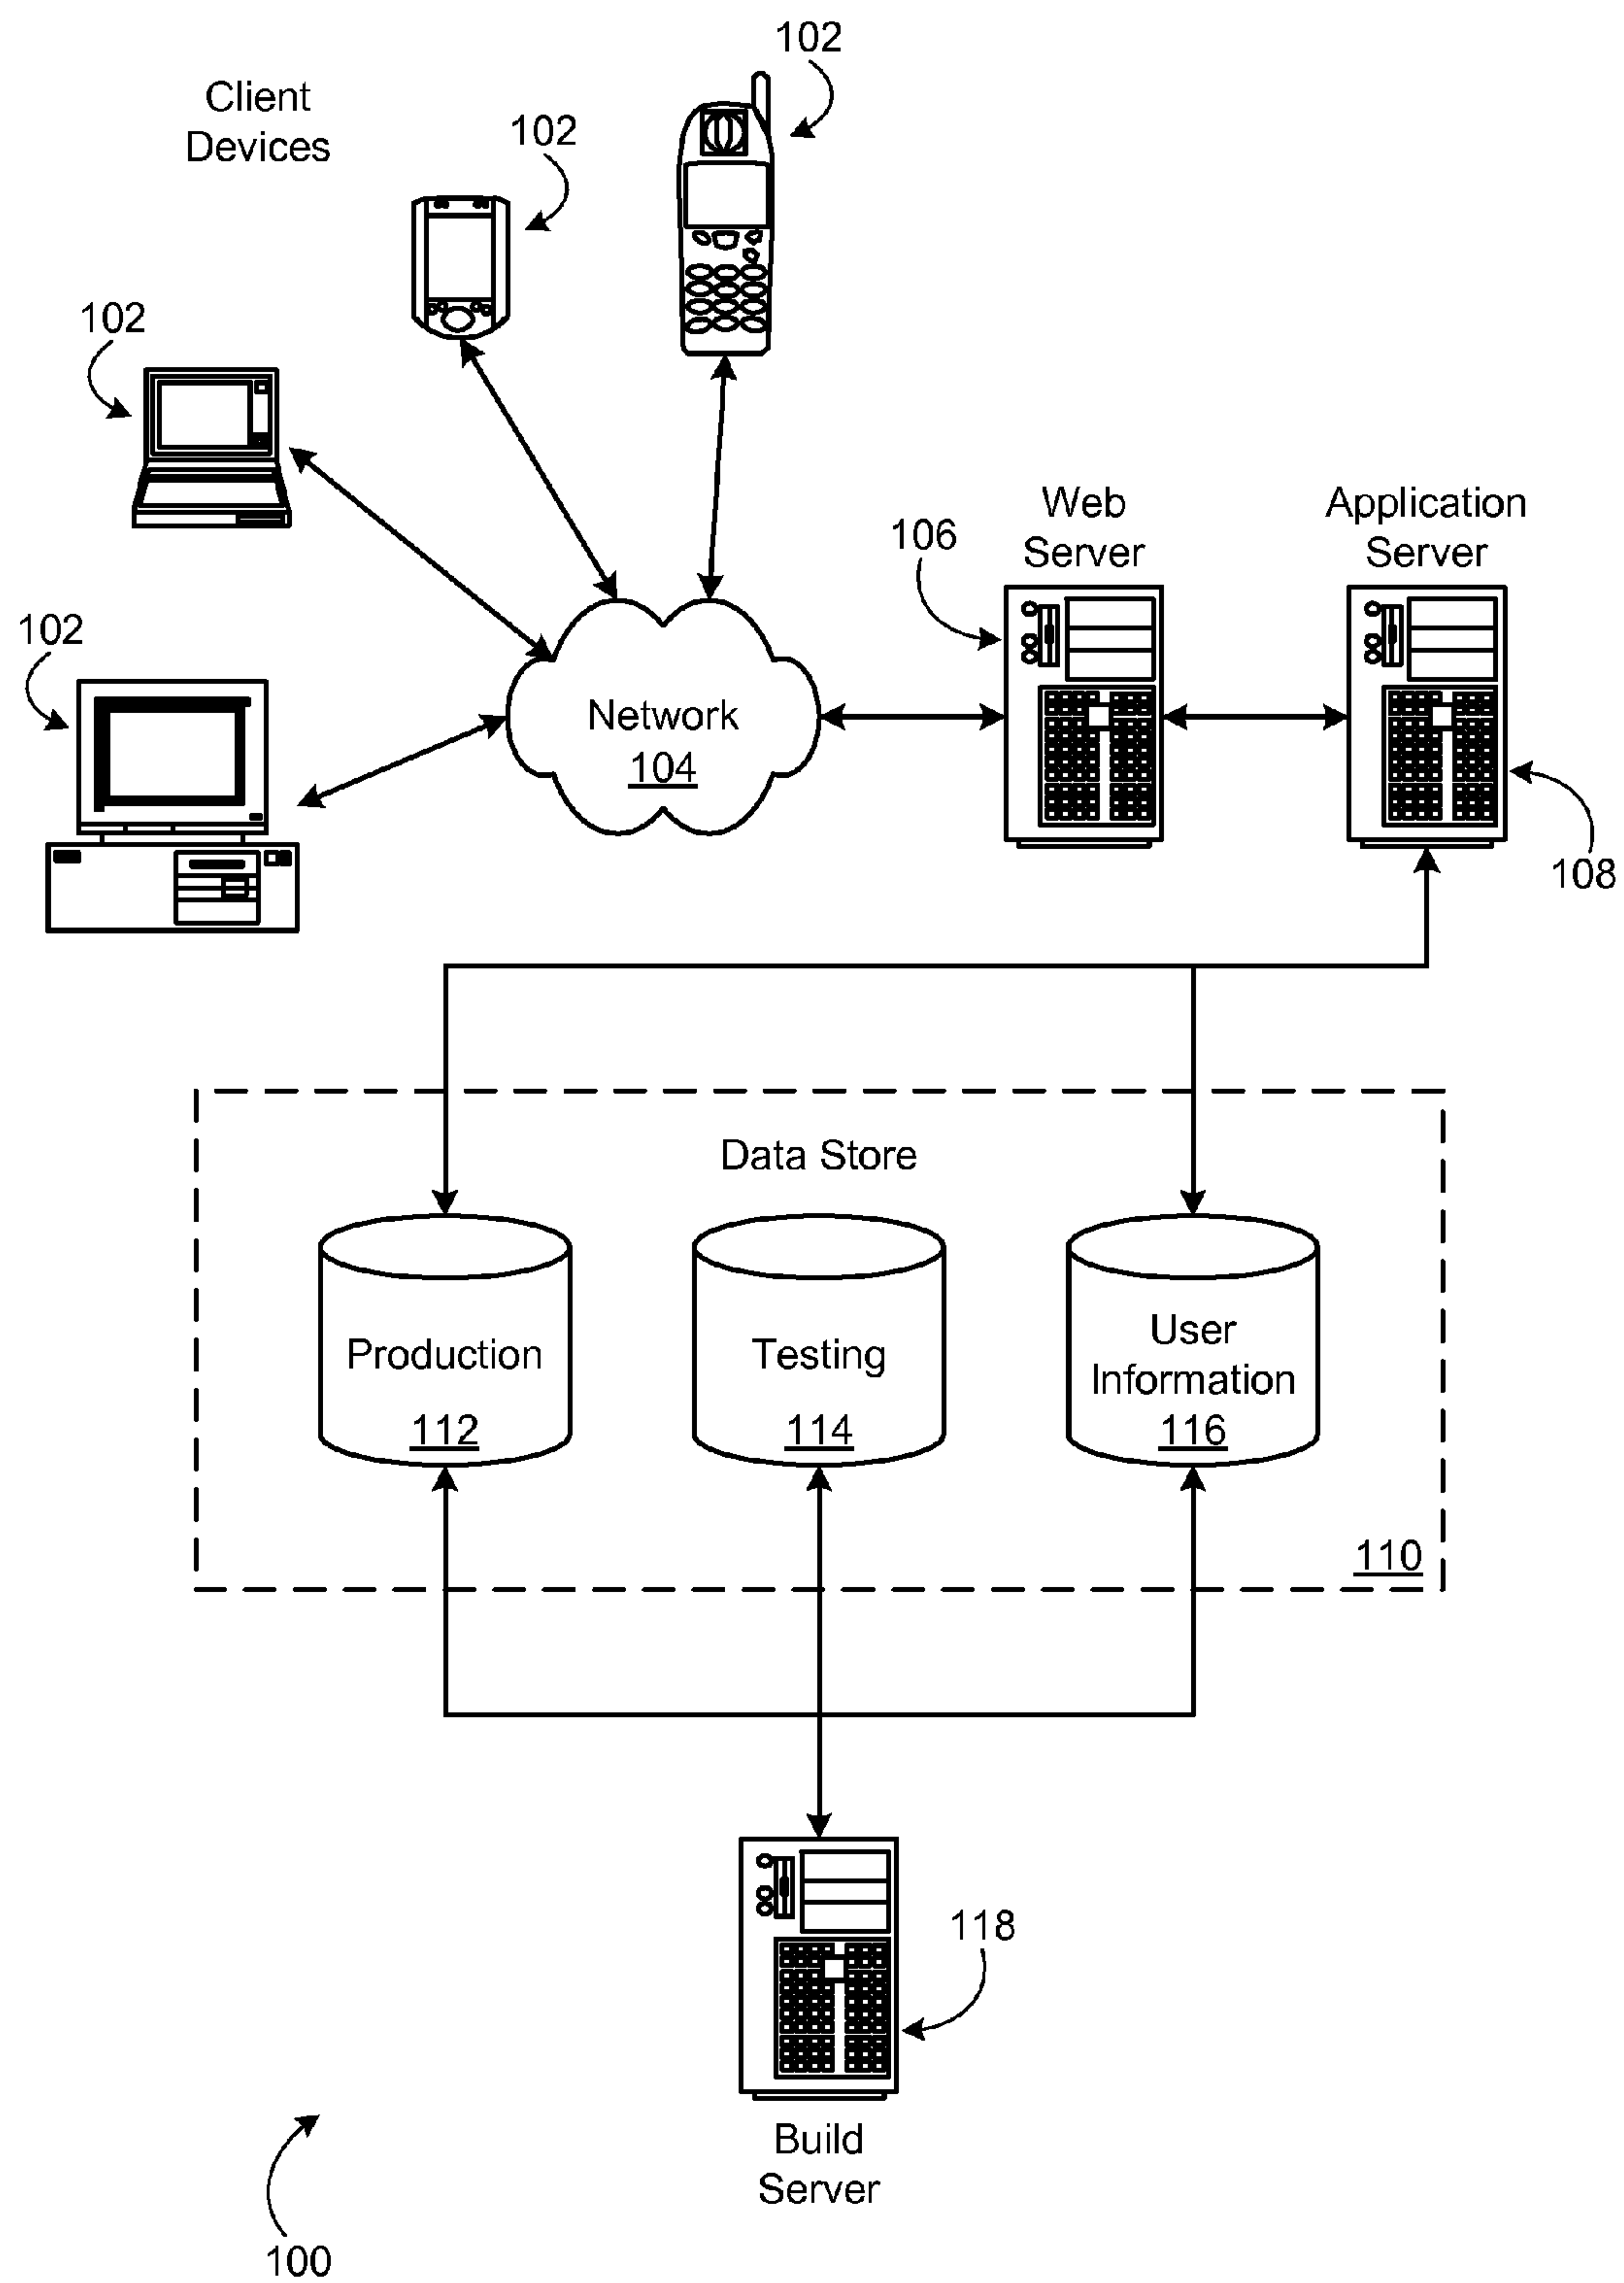 102
Client
Devices
102
102
102
Web
Server
Application
Server
106
Network
104
108
Data Store
Production
112
Testing
114
User
Information
116
110
118
Build
Server
100